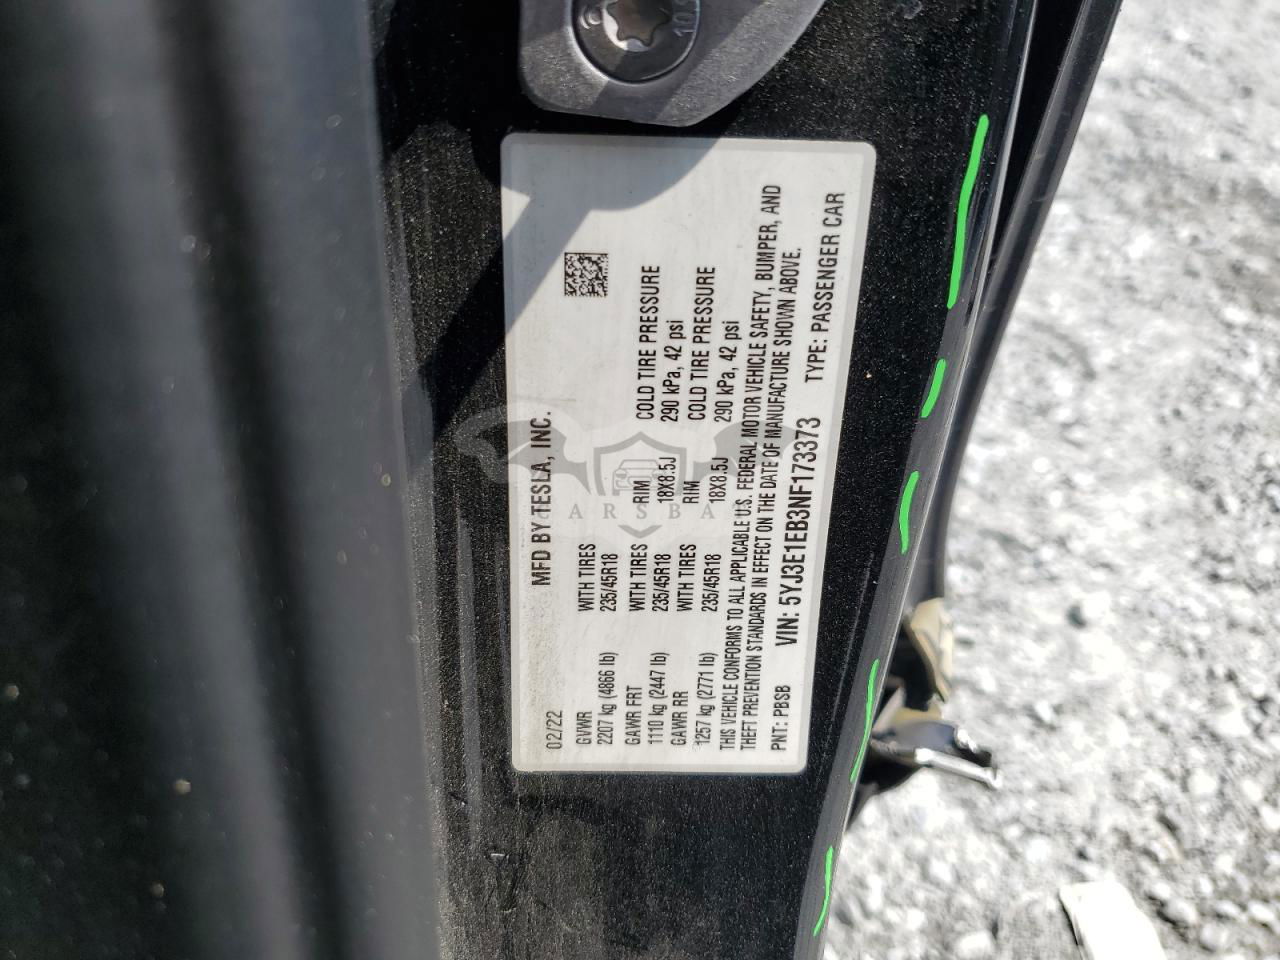 MFD BY TESLA, INC.
02/22
GVWR WITH TIRES RIM COLD TIRE PRESSURE
2207 kg (4866 lb) 235/45R18 18X8.5J 290 kPa, 42 psi
GAWR FRT WITH TIRES RIM COLD TIRE PRESSURE
1110 kg (2447 lb) 235/45R18 18X8.5J 290 kPa, 42 psi
GAWR RR WITH TIRES
1257 kg (2771 lb) 235/45R18
THIS VEHICLE CONFORMS TO ALL APPLICABLE U.S. FEDERAL MOTOR VEHICLE SAFETY, BUMPER, AND
THEFT PREVENTION STANDARDS IN EFFECT ON THE DATE OF MANUFACTURE SHOWN ABOVE.
PNT: PBSB VIN: 5YJ3E1EB3NF173373 TYPE: PASSENGER CAR